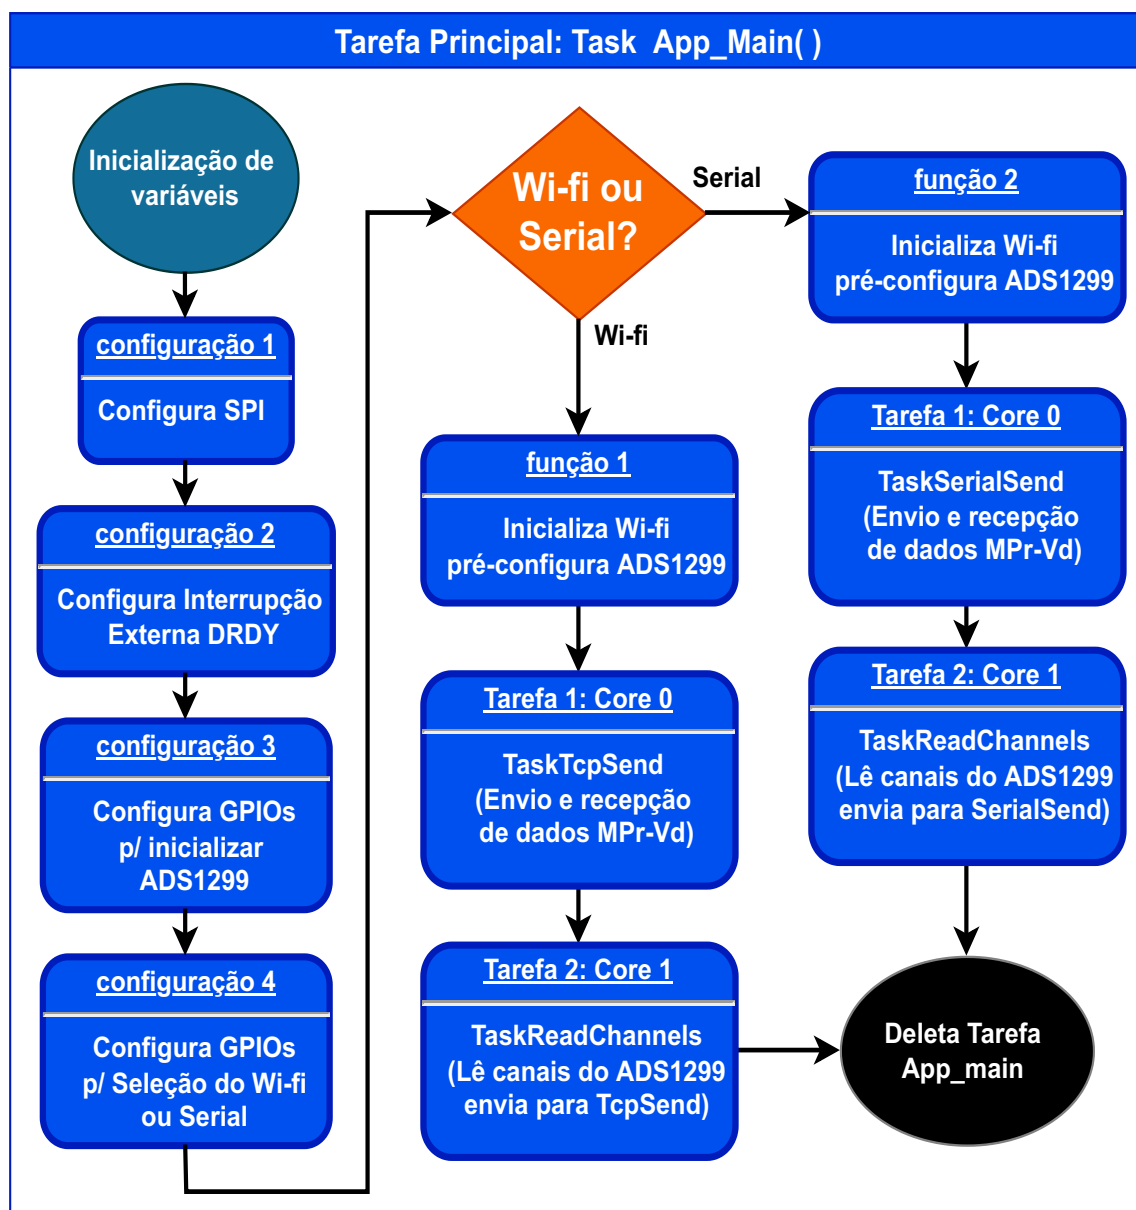 Tarefa Principal: Task App_Main( )
Inicialização de
variáveis
configuração 1
Configura SPI
configuração 2
Configura Interrupção
Externa DRDY
configuração 3
Configura GPIOs
p/ inicializar
ADS1299
configuração 4
Configura GPIOs
p/ Seleção do Wi-fi
ou Serial
Wi-fi ou
Serial?
Serial
Wi-fi
função 1
Inicializa Wi-fi
pré-configura ADS1299
Tarefa 1: Core 0
TaskTcpSend
(Envio e recepção
de dados MPr-Vd)
Tarefa 2: Core 1
TaskReadChannels
(Lê canais do ADS1299
envia para TcpSend)
função 2
Inicializa Wi-fi
pré-configura ADS1299
Tarefa 1: Core 0
TaskSerialSend
(Envio e recepção
de dados MPr-Vd)
Tarefa 2: Core 1
TaskReadChannels
(Lê canais do ADS1299
envia para SerialSend)
Deleta Tarefa
App_main